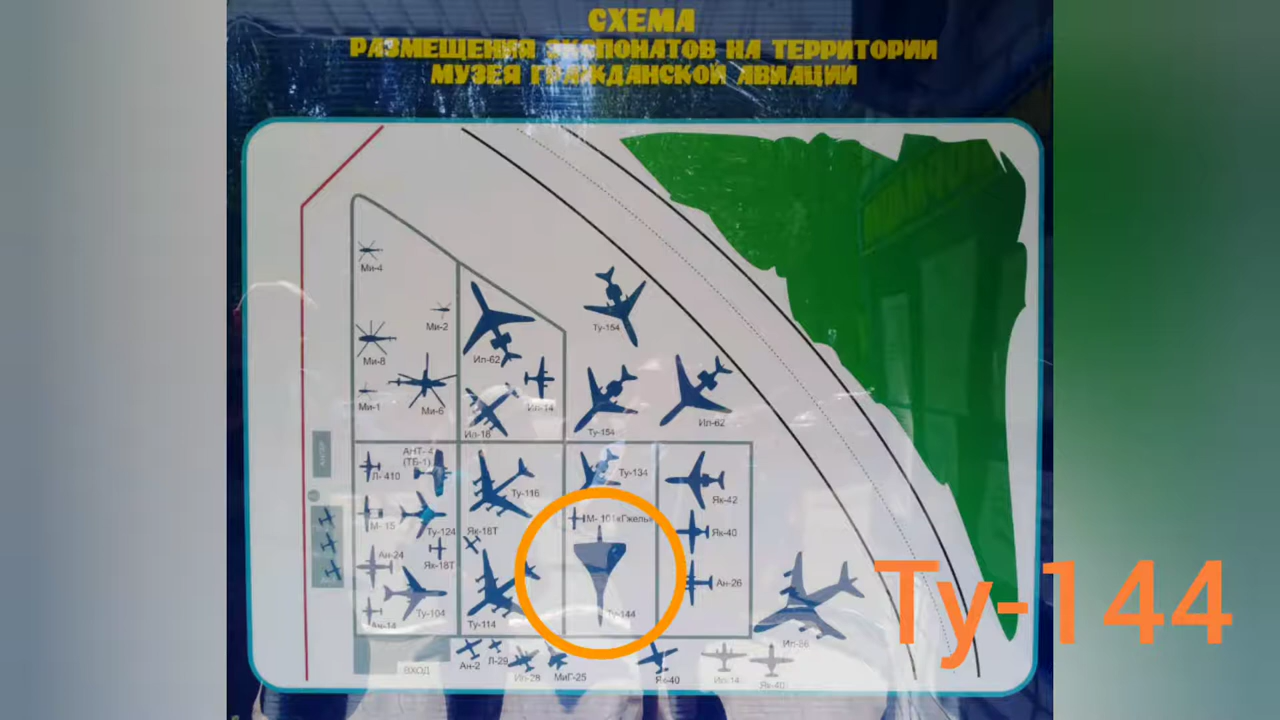 СХЕМА
РАЗМЕЩЕНИЯ ЭКСПОНАТОВ НА ТЕРРИТОРИИ
МУЗЕЯ ГРАЖДАНСКОЙ АВИАЦИИ
Ми-4
Ми-2
Ту-154
Ми-8
Ил-62
Ми-1
Ми-6
Ил-14
Ил-62
Ил-18
Ту-154
АНТ- 4
(ТБ-1)
Л- 410
Ту-116
Ту-134
Як-42
М- 15
Ту-124
Як-18Т
М- 101«Гжель»
Як-40
Ан-24
Як-18Т
Ан-26
Ту-104
Ан-14
Ту-114
Ту-144
Ил-86
ВХОД
Ан-2
Л-29
Ил-28
МиГ-25
Як-40
Ил-14
Як-40
Ту-144